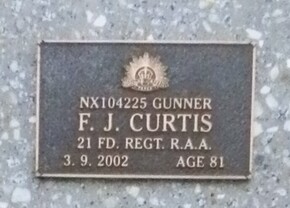 NX104225 GUNNER
F. J. CURTIS
21 FD. REGT. R.A.A.
3. 9. 2002 AGE 81